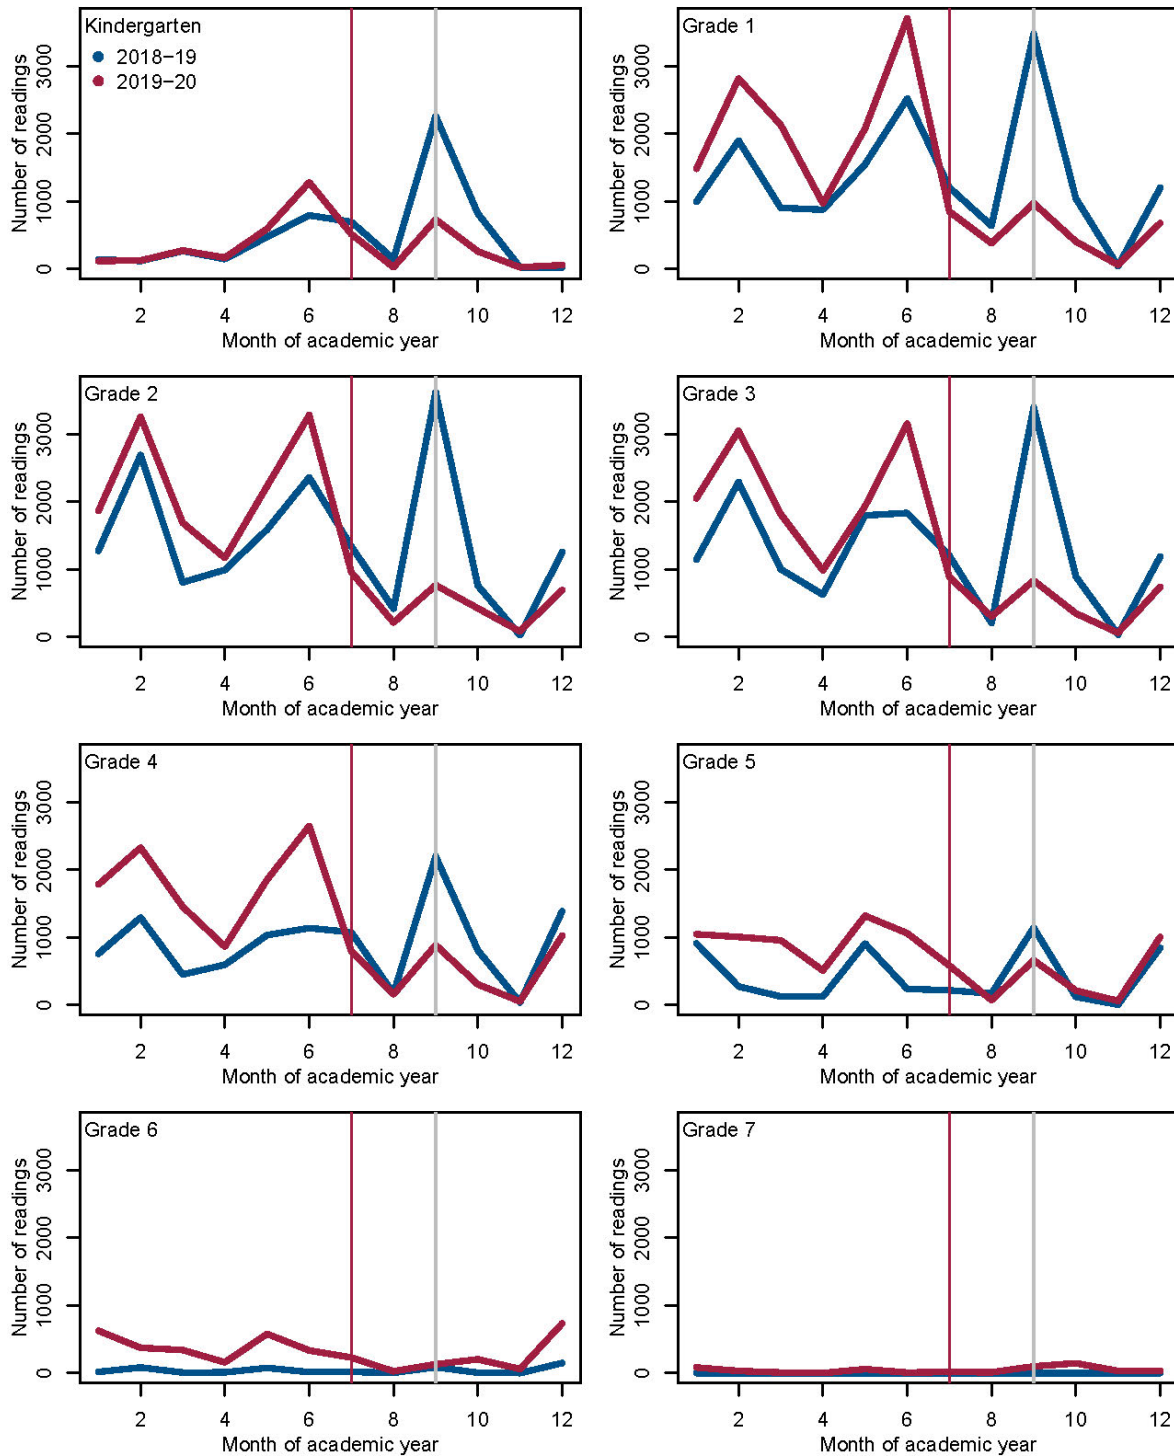 Kindergarten
2018−19
2019−20
Number of readings
0 1000 2000 3000
2 4 6 8 10 12
Month of academic year
Grade 1
Number of readings
0 1000 2000 3000
2 4 6 8 10 12
Month of academic year
Grade 2
Number of readings
0 1000 2000 3000
2 4 6 8 10 12
Month of academic year
Grade 3
Number of readings
0 1000 2000 3000
2 4 6 8 10 12
Month of academic year
Grade 4
Number of readings
0 1000 2000 3000
2 4 6 8 10 12
Month of academic year
Grade 5
Number of readings
0 1000 2000 3000
2 4 6 8 10 12
Month of academic year
Grade 6
Number of readings
0 1000 2000 3000
2 4 6 8 10 12
Month of academic year
Grade 7
Number of readings
0 1000 2000 3000
2 4 6 8 10 12
Month of academic year